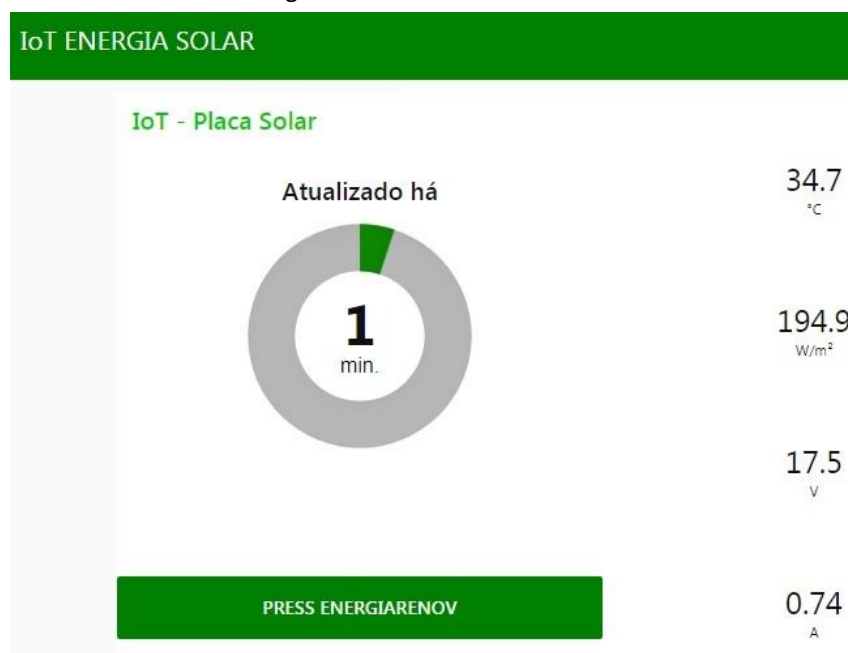 IoT ENERGIA SOLAR
IoT - Placa Solar
Atualizado há
1
min.
34.7
°C
194.9
W/m²
17.5
V
PRESS ENERGIARENOV
0.74
A